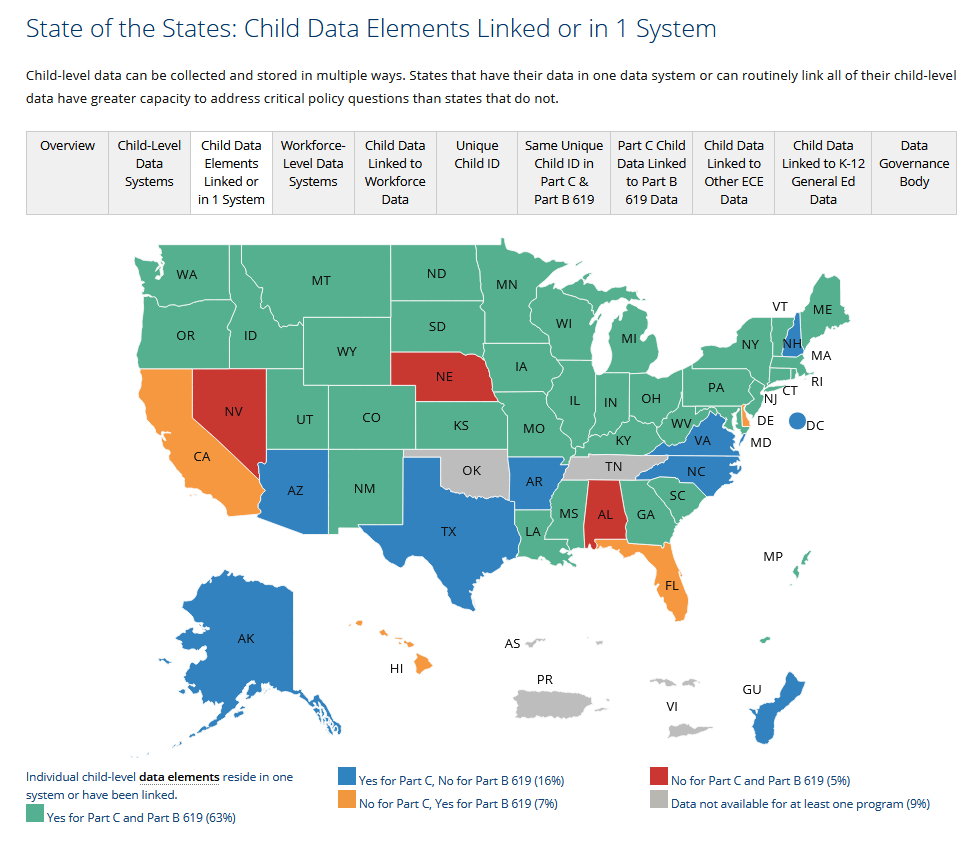 State of the States: Child Data Elements Linked or in 1 System
Child-level data can be collected and stored in multiple ways. States that have their data in one data system or can routinely link all of their child-level
data have greater capacity to address critical policy questions than states that do not.
Overview
Child-Level
Data
Systems
Child Data
Elements
Linked or
in 1 System
Workforce-
Level Data
Systems
Child Data
Linked to
Workforce
Data
Unique
Child ID
Same Unique
Child ID in
Part C &
Part B 619
Part C Child
Data Linked
to Part B
619 Data
Child Data
Linked to
Other ECE
Data
Child Data
Linked to K-12
General Ed
Data
Data
Governance
Body
WA
MT
ND
MN
OR
ID
SD
WI
MI
VT
ME
NY
NH
WY
MA
NE
IA
RI
CT
PA
NJ
NV
UT
CO
IL
IN
OH
DE
DC
KS
MO
WV
VA
MD
CA
KY
AZ
NM
OK
AR
TN
NC
TX
LA
MS
AL
GA
SC
MP
FL
AK
HI
AS
PR
VI
GU
Individual child-level data elements reside in one
system or have been linked.
Yes for Part C and Part B 619 (63%)
Yes for Part C, No for Part B 619 (16%)
No for Part C, Yes for Part B 619 (7%)
No for Part C and Part B 619 (5%)
Data not available for at least one program (9%)